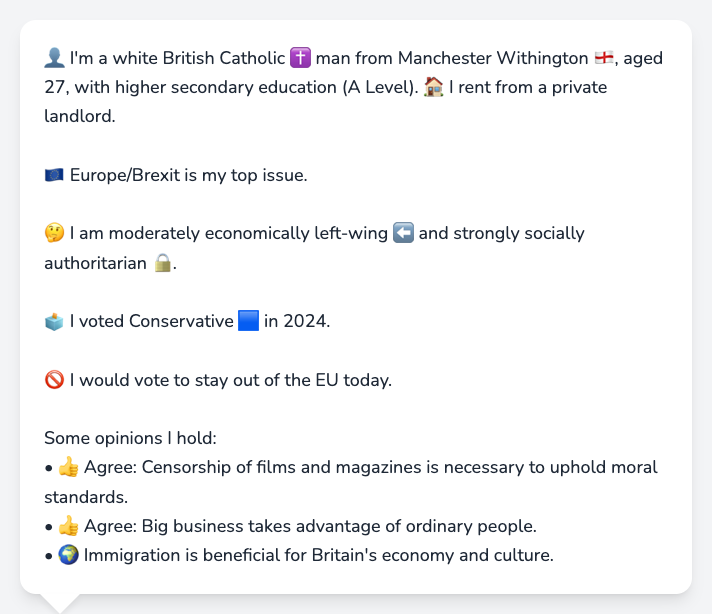 👤 I'm a white British Catholic ✝️ man from Manchester Withington 🏴󠁧󠁢󠁥󠁮󠁧󠁿, aged
27, with higher secondary education (A Level). 🏠 I rent from a private
landlord.
🇪🇺 Europe/Brexit is my top issue.
🤔 I am moderately economically left-wing ⬅️ and strongly socially
authoritarian 🔒.
🗳️ I voted Conservative 🟦 in 2024.
🚫 I would vote to stay out of the EU today.
Some opinions I hold:
• 👍 Agree: Censorship of films and magazines is necessary to uphold moral
standards.
• 👍 Agree: Big business takes advantage of ordinary people.
• 🌍 Immigration is beneficial for Britain's economy and culture.